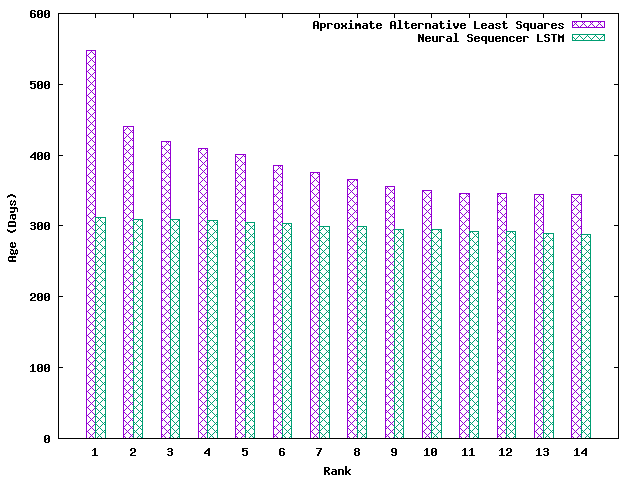 600
Aproximate Alternative Least Squares
Neural Sequencer LSTM
500
400
300
200
100
0
Age (Days)
1 2 3 4 5 6 7 8 9 10 11 12 13 14
Rank